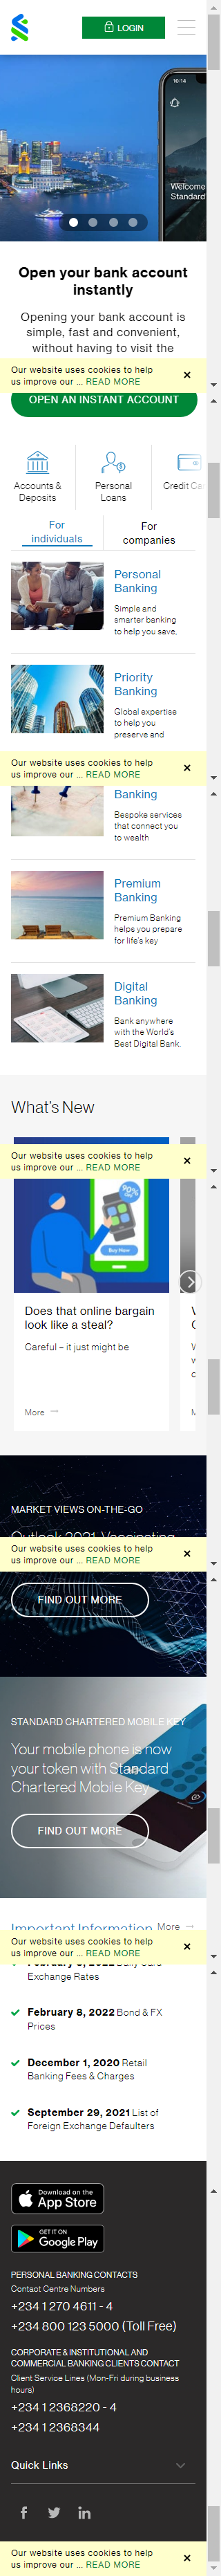 LOGIN
10:14
Welcome
Standard
Open your bank account
instantly
Opening your bank account is
simple, fast and convenient,
without having to visit the
Our website uses cookies to help
us improve our ... READ MORE
OPEN AN INSTANT ACCOUNT
Accounts &
Deposits
Personal
Loans
Credit Ca
For
individuals
For
companies
Personal
Banking
Simple and
smarter banking
to help you save.
Priority
Banking
Global expertise
to help you
preserve and
Our website uses cookies to help
us improve our ... READ MORE
Banking
Bespoke services
that connect you
to wealth
Premium
Banking
Premium Banking
helps you prepare
for life's key
Digital
Banking
Bank anywhere
with the World's
Best Digital Bank.
What's New
Our website uses cookies to help
us improve our ... READ MORE
90%
Buy Now
Does that online bargain
look like a steal?
Careful – it just might be
More
MARKET VIEWS ON-THE-GO
Outlook 2021: Vaccinating
Our website uses cookies to help
us improve our ... READ MORE
FIND OUT MORE
STANDARD CHARTERED MOBILE KEY
Your mobile phone is now
your token with Standard
Chartered Mobile Key
FIND OUT MORE
Important Information More
Our website uses cookies to help
us improve our ... READ MORE
February 8, 2022 Daily Card
Exchange Rates
February 8, 2022 Bond & FX
Prices
December 1, 2020 Retail
Banking Fees & Charges
September 29, 2021 List of
Foreign Exchange Defaulters
Download on the
App Store
GET IT ON
Google Play
PERSONAL BANKING CONTACTS
Contact Centre Numbers
+234 1 270 4611 - 4
+234 800 123 5000 (Toll Free)
CORPORATE & INSTITUTIONAL AND
COMMERCIAL BANKING CLIENTS CONTACT
Client Service Lines (Mon-Fri during business
hours)
+234 1 2368220 - 4
+234 1 2368344
Quick Links
Our website uses cookies to help
us improve our ... READ MORE